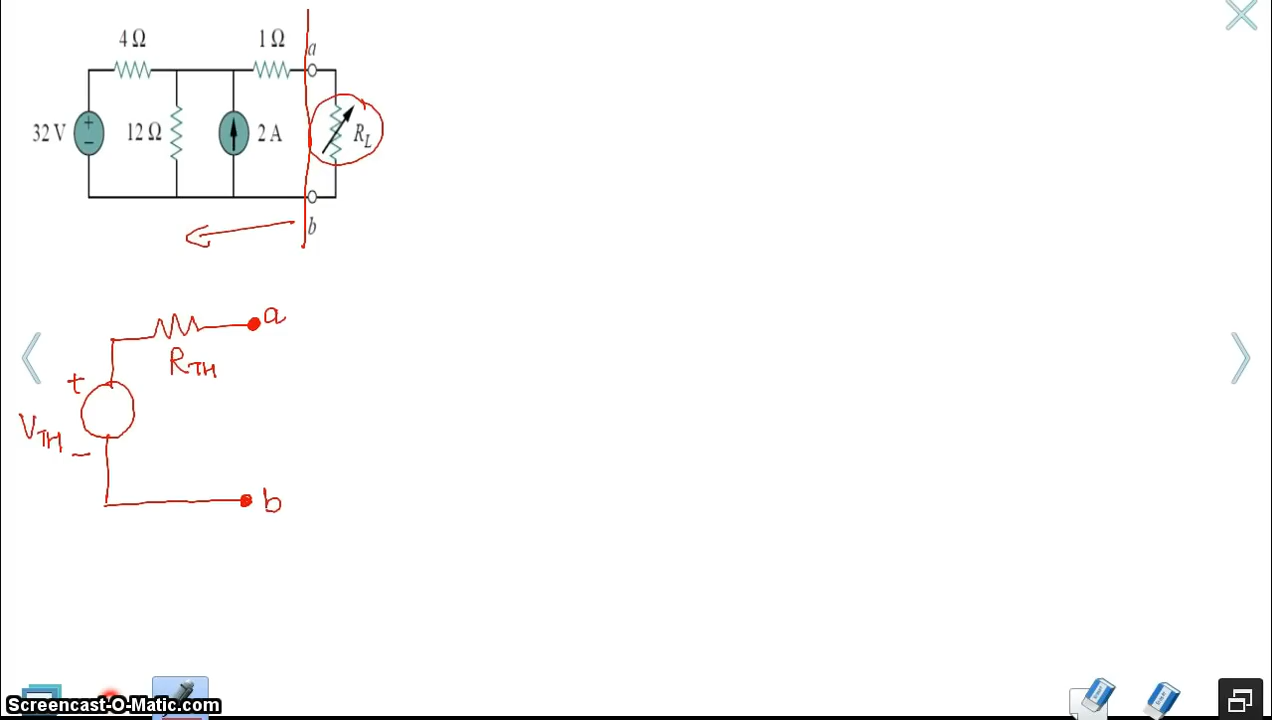 4 Ω
1 Ω
a
32 V
+
−
12 Ω
2 A
R_L
b
a
R_TH
+
V_TH
−
b
Screencast-O-Matic.com